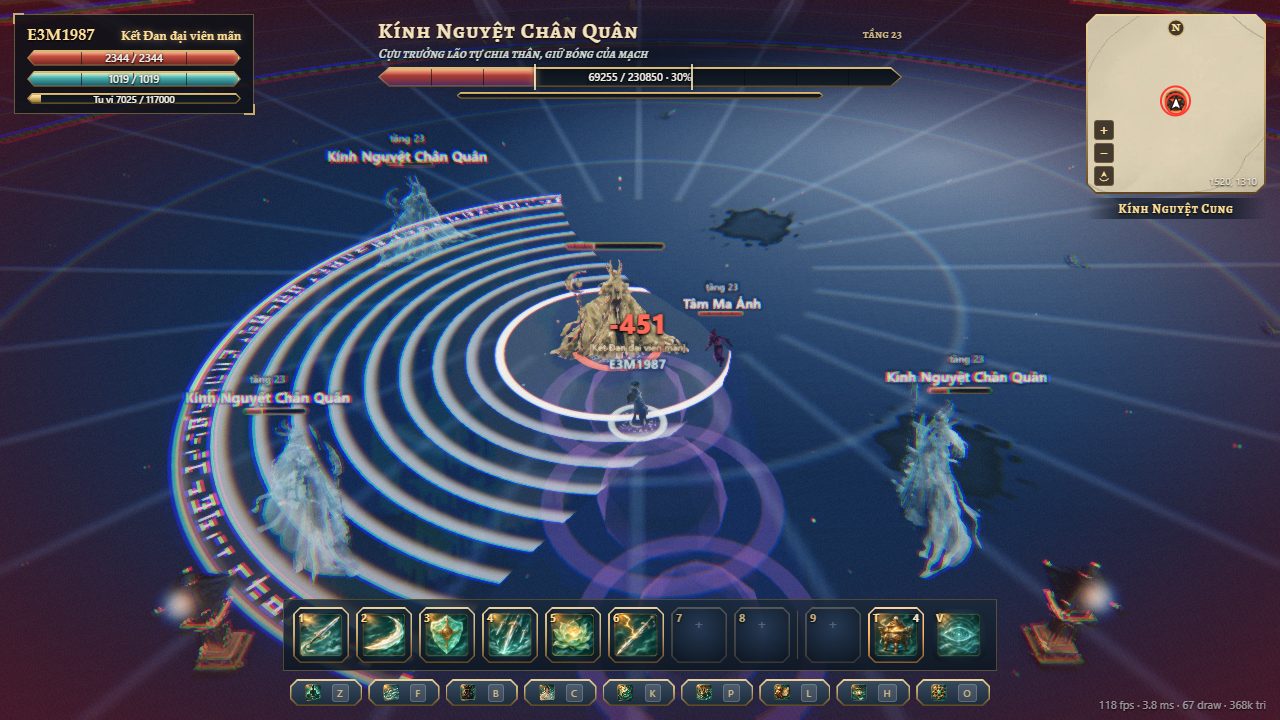 E3M1987 Kết Đan đại viên mãn
2344 / 2344
1019 / 1019
Tu vi 7025 / 117000
Kính Nguyệt Chân Quân TẦNG 23
Cựu trưởng lão tự chia thân, giữ bóng của mạch
69255 / 230850 · 30%
N
+
−
1520, 1310
Kính Nguyệt Cung
tầng 23
Kính Nguyệt Chân Quân
tầng 23
Tâm Ma Ảnh
-451
Kết Đan đại viên mãn
E3M1987
tầng 23
Kính Nguyệt Chân Quân
tầng 23
Kính Nguyệt Chân Quân
1 2 3 4 5 6 7 + 8 + 9 + T 4 V
Z F B C K P L H O
118 fps · 3.8 ms · 67 draw · 368k tri